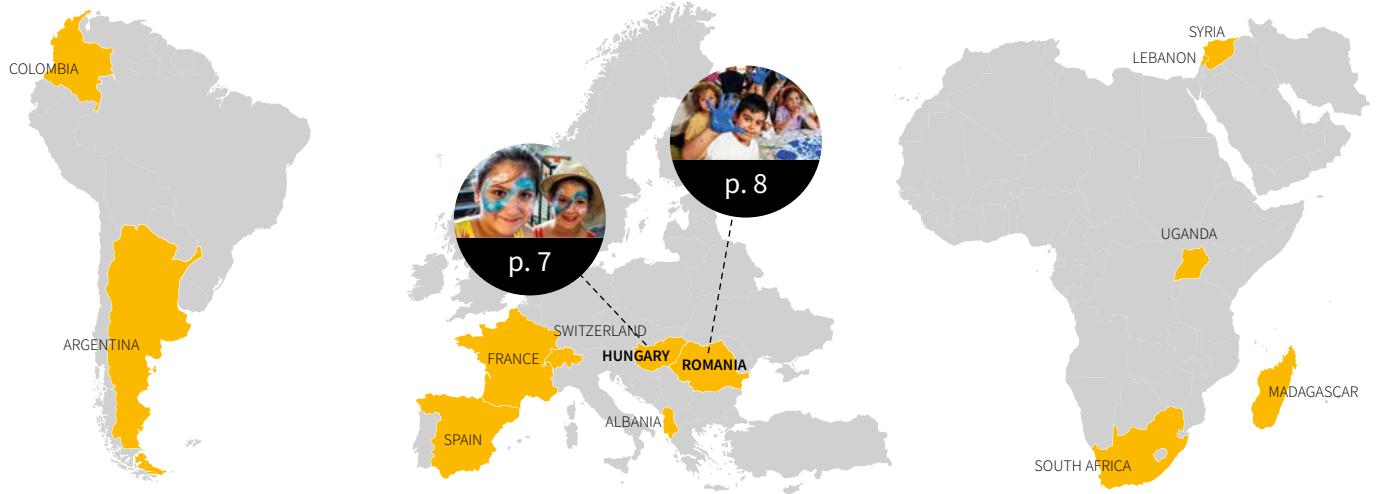 COLOMBIA
ARGENTINA
p. 7
p. 8
SWITZERLAND
FRANCE
HUNGARY
ROMANIA
ALBANIA
SPAIN
SYRIA
LEBANON
UGANDA
MADAGASCAR
SOUTH AFRICA